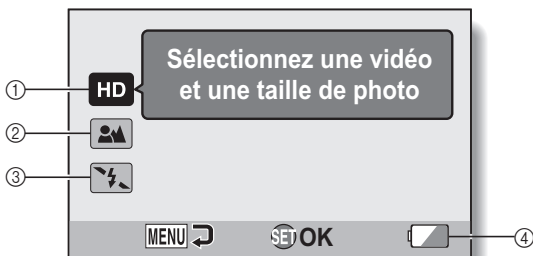 Sélectionnez une vidéo
et une taille de photo
① HD
②
③
MENU SET OK
④